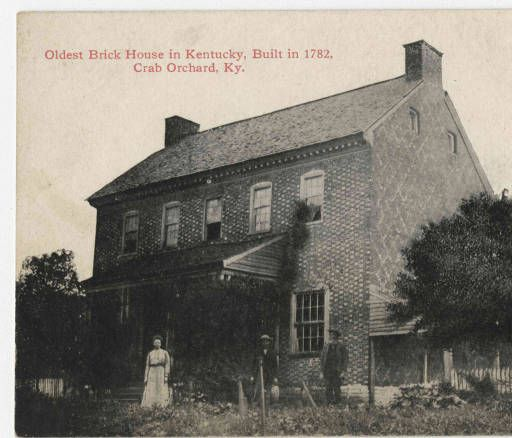 Oldest Brick House in Kentucky, Built in 1782,
Crab Orchard, Ky.